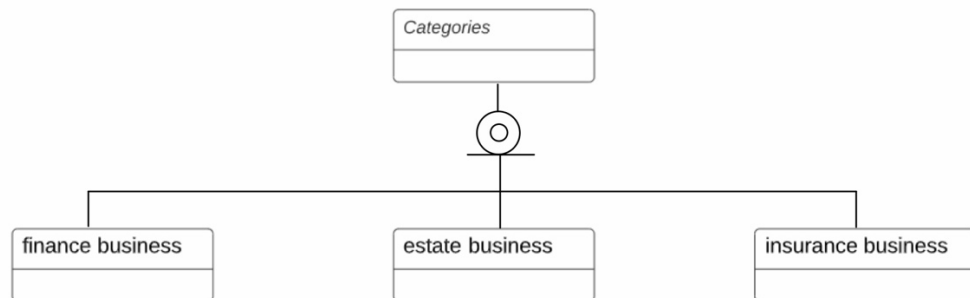 Categories
finance business
estate business
insurance business